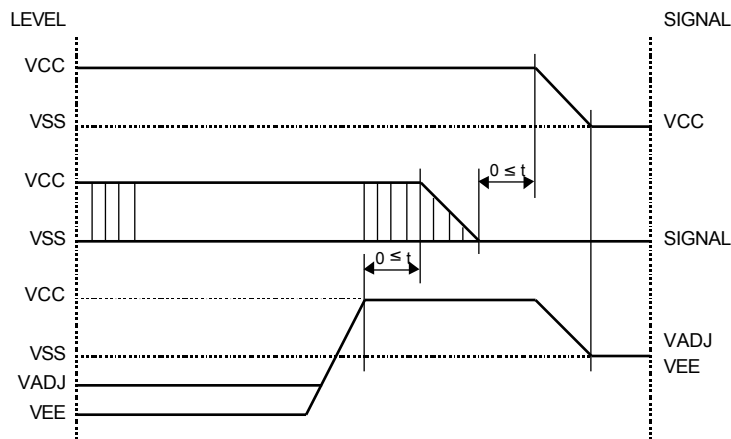 LEVEL
SIGNAL
VCC
VSS
VCC
VCC
0 ≤ t
VSS
SIGNAL
0 ≤ t
VCC
VSS
VADJ
VADJ
VEE
VEE